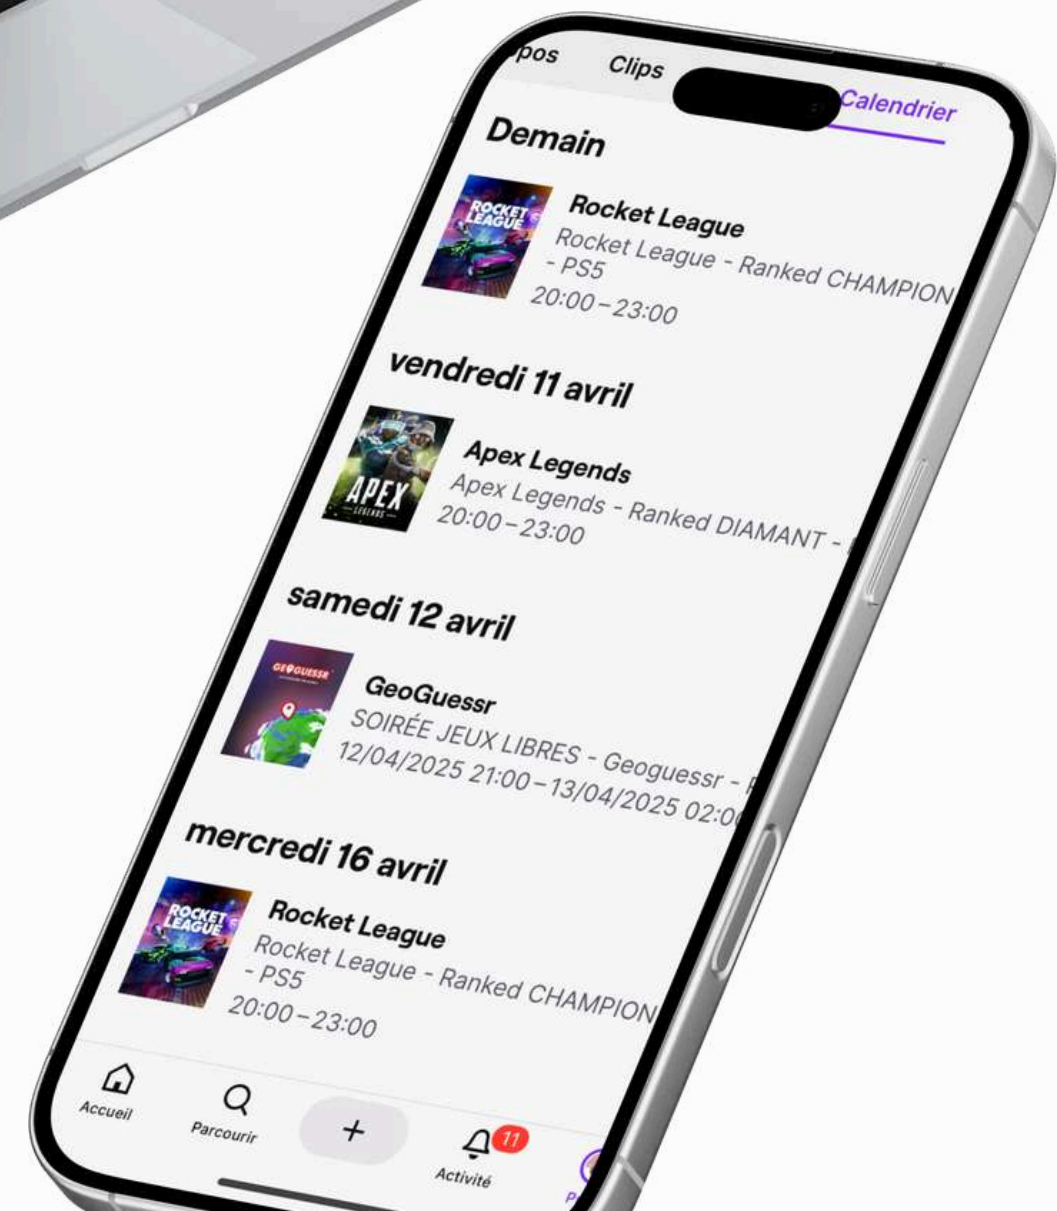 Clips
Calendrier
Demain
ROCKET
LEAGUE
Rocket League
Rocket League - Ranked CHAMPION
- PS5
20:00 – 23:00
vendredi 11 avril
APEX
LEGENDS
Apex Legends
Apex Legends - Ranked DIAMANT -
20:00 – 23:00
samedi 12 avril
GEOGUESSR
GeoGuessr
SOIRÉE JEUX LIBRES - Geoguessr -
12/04/2025 21:00 – 13/04/2025 02:00
mercredi 16 avril
ROCKET
LEAGUE
Rocket League
Rocket League - Ranked CHAMPION
- PS5
20:00 – 23:00
Accueil
Parcourir
+
11
Activité